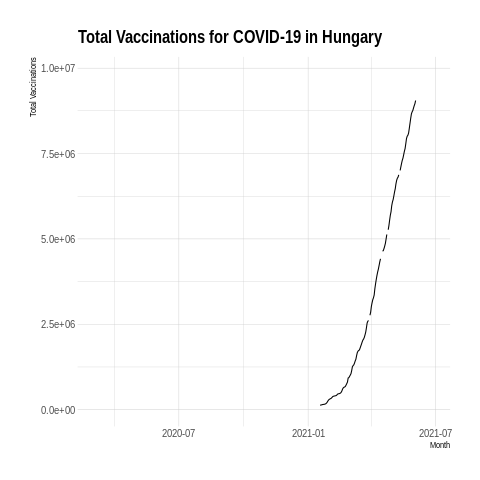 Total Vaccinations for COVID-19 in Hungary
Total Vaccinations
1.0e+07
7.5e+06
5.0e+06
2.5e+06
0.0e+00
2020-07
2021-01
2021-07
Month